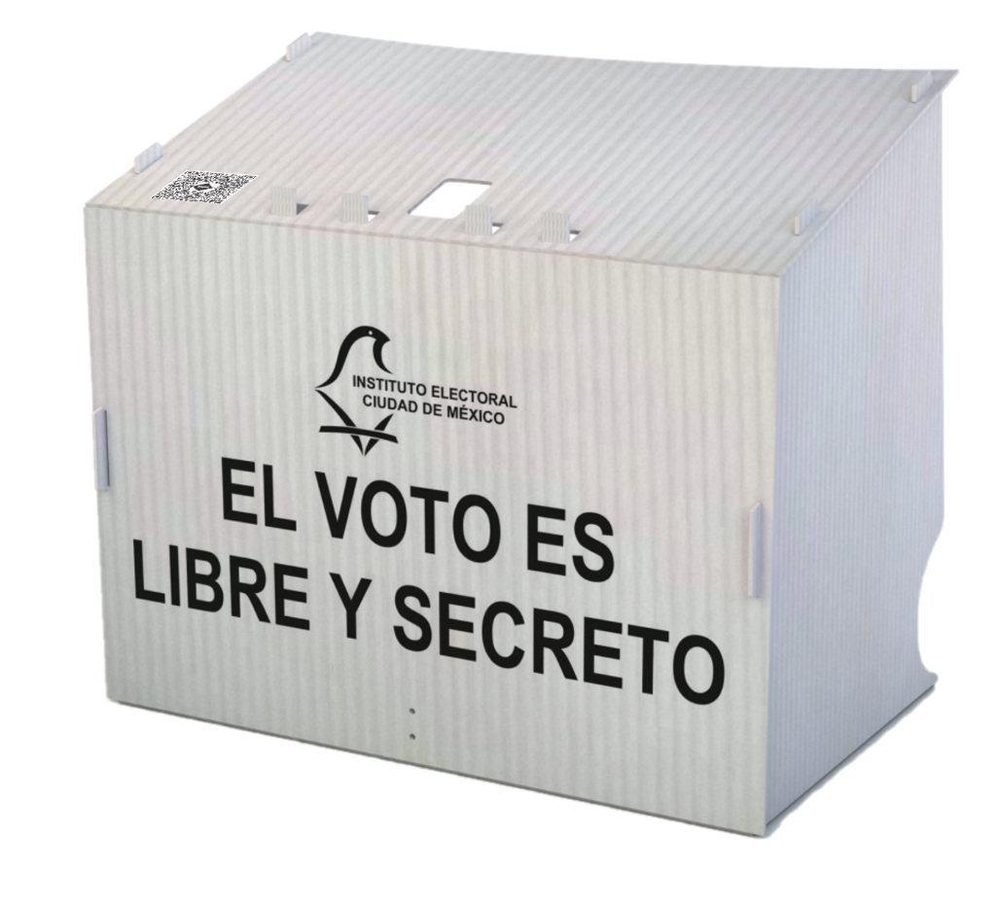 INSTITUTO ELECTORAL
CIUDAD DE MÉXICO
EL VOTO ES
LIBRE Y SECRETO